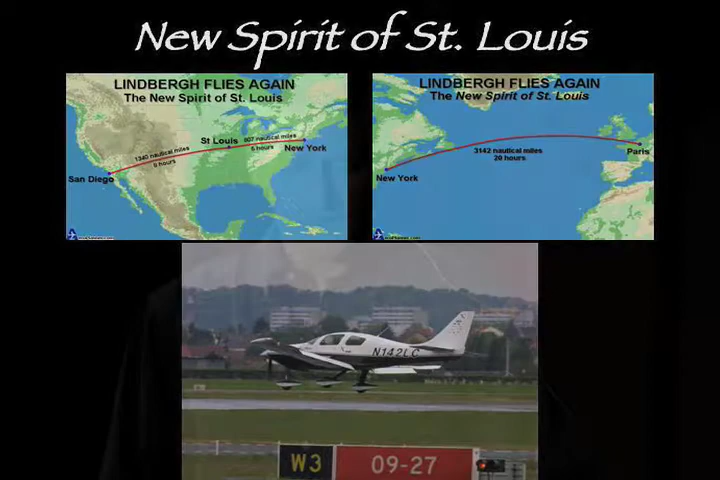 New Spirit of St. Louis
LINDBERGH FLIES AGAIN
The New Spirit of St. Louis
St Louis
807 nautical miles
6 hours
New York
1340 nautical miles
San Diego
LINDBERGH FLIES AGAIN
The New Spirit of St. Louis
3142 nautical miles
20 hours
Paris
New York
N142LC
W3
09-27